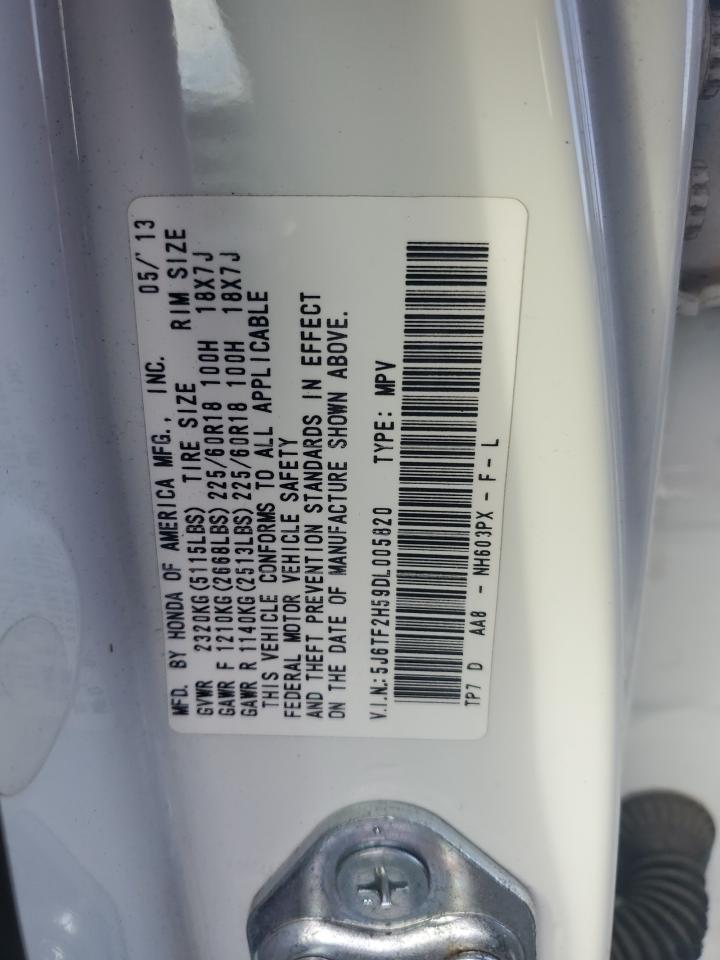 MFD. BY HONDA OF AMERICA MFG., INC. 05/'13
GVWR 2320KG(5115LBS) TIRE SIZE RIM SIZE
GAWR F 1210KG(2668LBS) 225/60R18 100H 18X7J
GAWR R 1140KG(2513LBS) 225/60R18 100H 18X7J
THIS VEHICLE CONFORMS TO ALL APPLICABLE
FEDERAL MOTOR VEHICLE SAFETY
AND THEFT PREVENTION STANDARDS IN EFFECT
ON THE DATE OF MANUFACTURE SHOWN ABOVE.
V.I.N.: 5J6TF2H59DL005820 TYPE: MPV
TP7 D AA8 - NH603PX - F - L